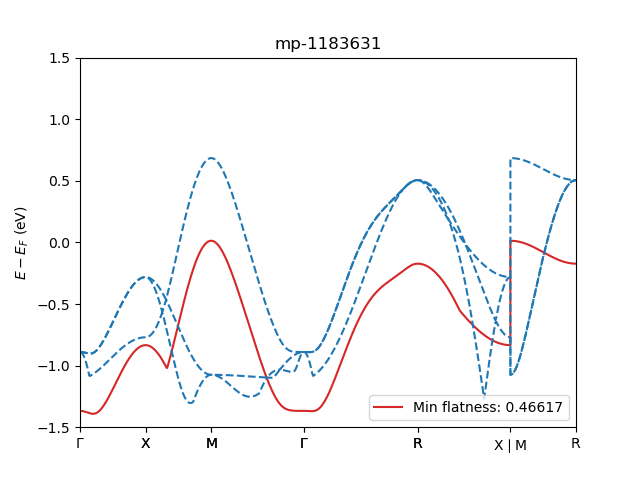 mp-1183631
1.5
1.0
0.5
0.0
−0.5
−1.0
−1.5
E − E_F (eV)
Γ X M Γ R X | M R
Min flatness: 0.46617